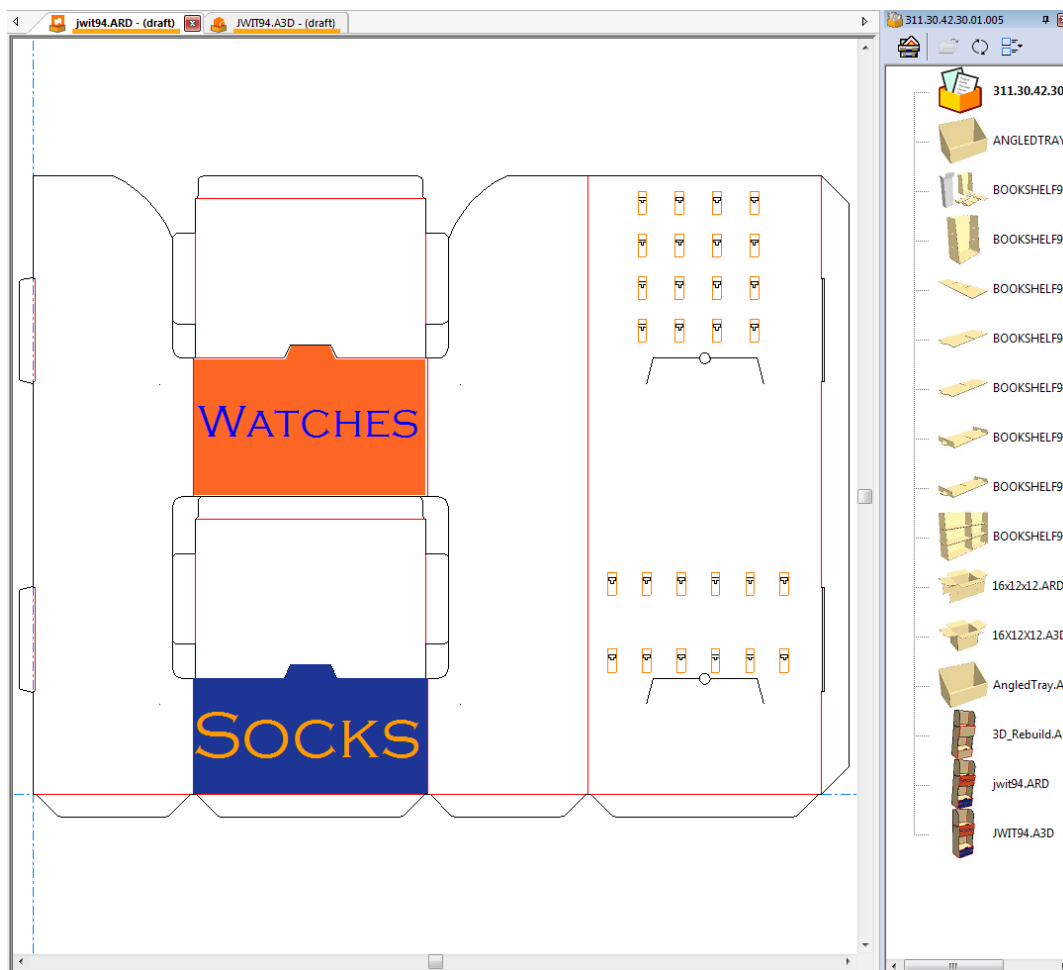 jwit94.ARD - (draft)
JWIT94.A3D - (draft)
311.30.42.30.01.005
311.30.42.30
ANGLEDTRAY
BOOKSHELF9
BOOKSHELF9
BOOKSHELF9
BOOKSHELF9
BOOKSHELF9
BOOKSHELF9
BOOKSHELF9
BOOKSHELF9
16x12x12.ARD
16X12X12.A3D
AngledTray.A
3D_Rebuild.A
jwit94.ARD
JWIT94.A3D
WATCHES
SOCKS